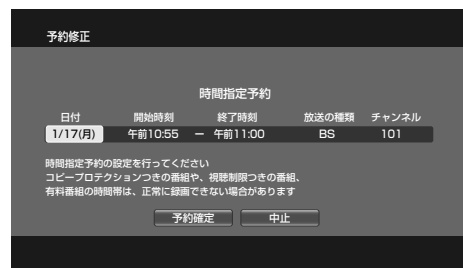 予約修正
時間指定予約
日付 開始時刻 終了時刻 放送の種類 チャンネル
1/17(月) 午前10:55 － 午前11:00 BS 101
時間指定予約の設定を行ってください
コピープロテクションつきの番組や、視聴制限つきの番組、
有料番組の時間帯は、正常に録画できない場合があります
予約確定 中止